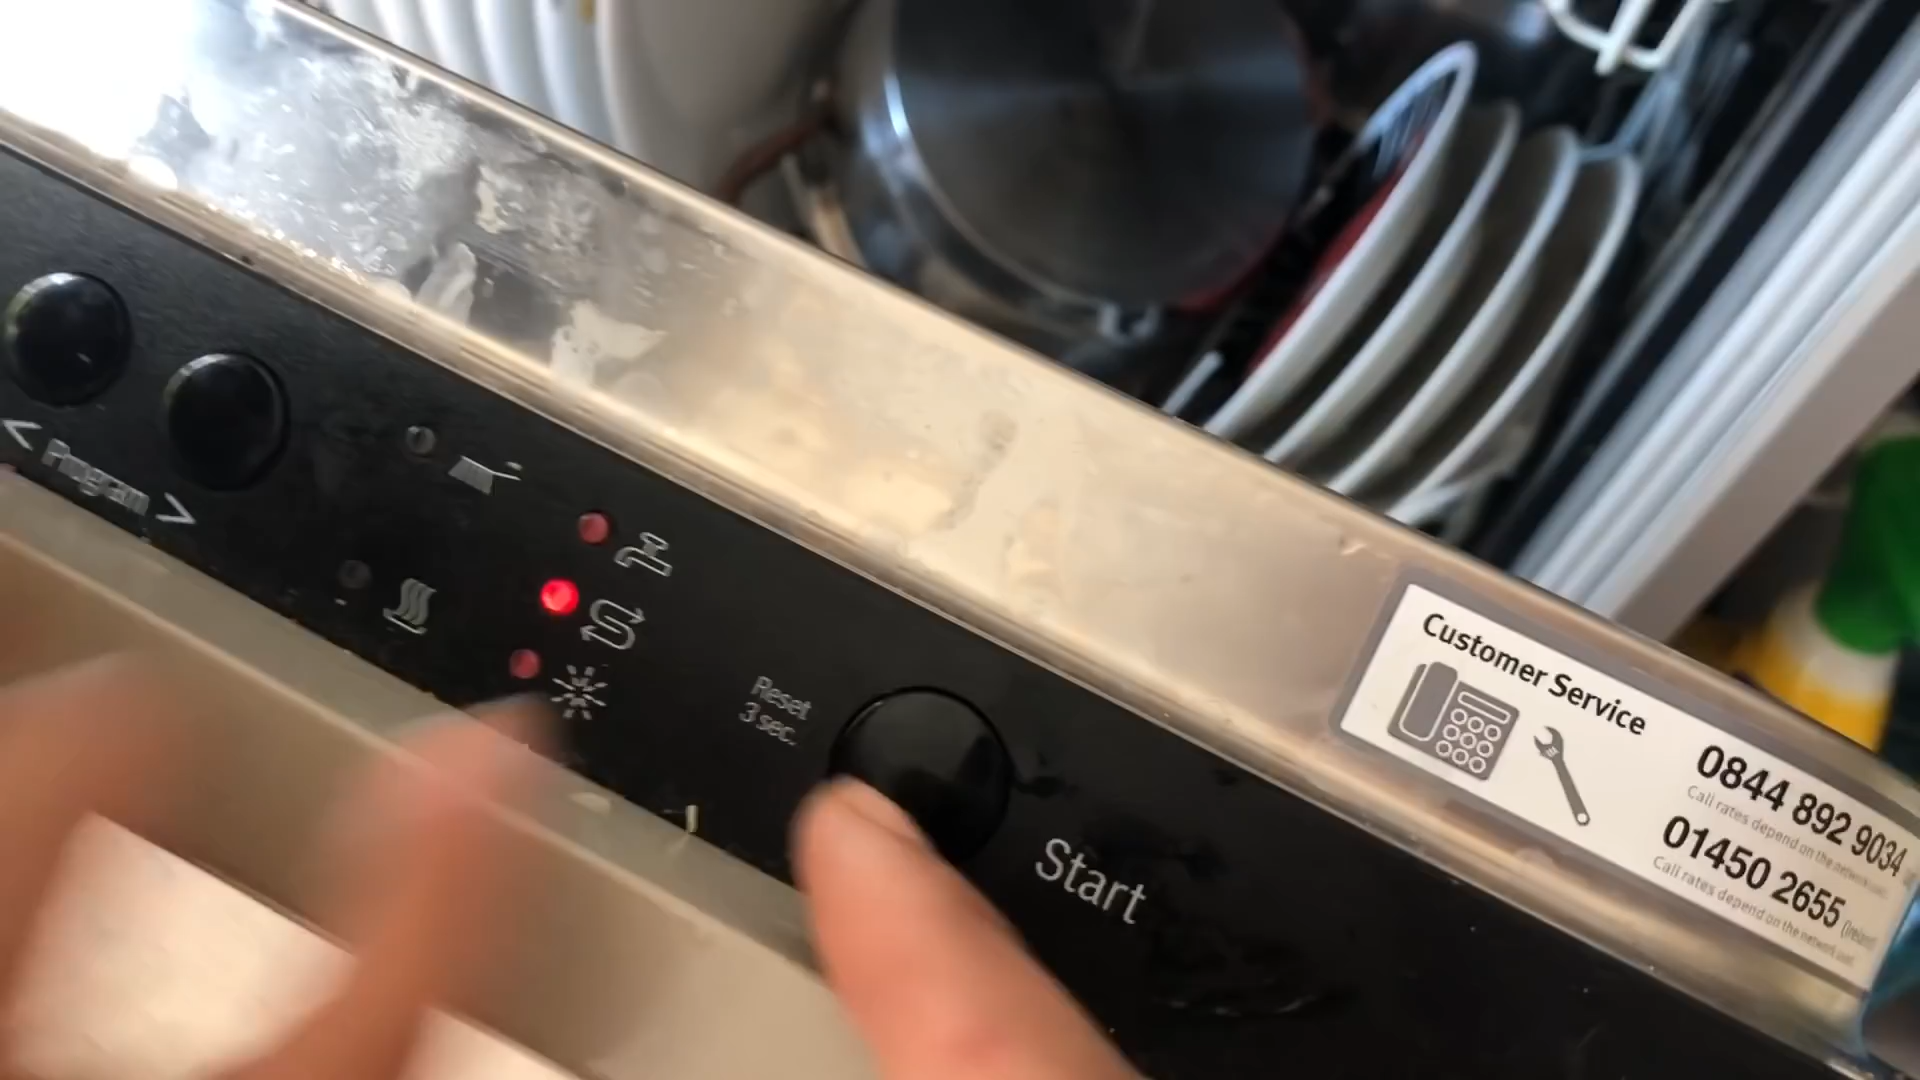 < Program >
Reset
3 sec.
Start
Customer Service
0844 892 9034
Call rates depend on the network used.
01450 2655 (Ireland)
Call rates depend on the network used.